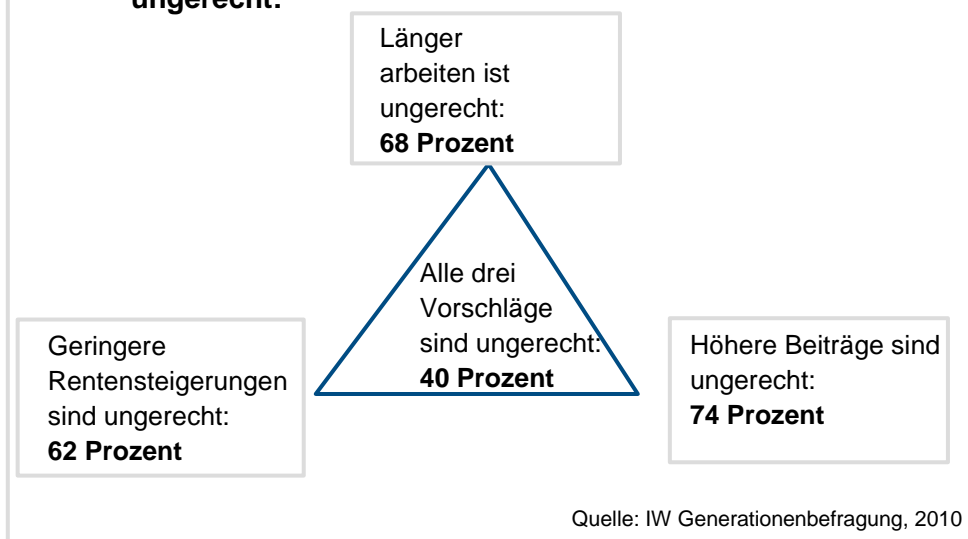 ungerecht:
Länger
arbeiten ist
ungerecht:
68 Prozent
Alle drei
Vorschläge
sind ungerecht:
40 Prozent
Geringere
Rentensteigerungen
sind ungerecht:
62 Prozent
Höhere Beiträge sind
ungerecht:
74 Prozent
Quelle: IW Generationenbefragung, 2010